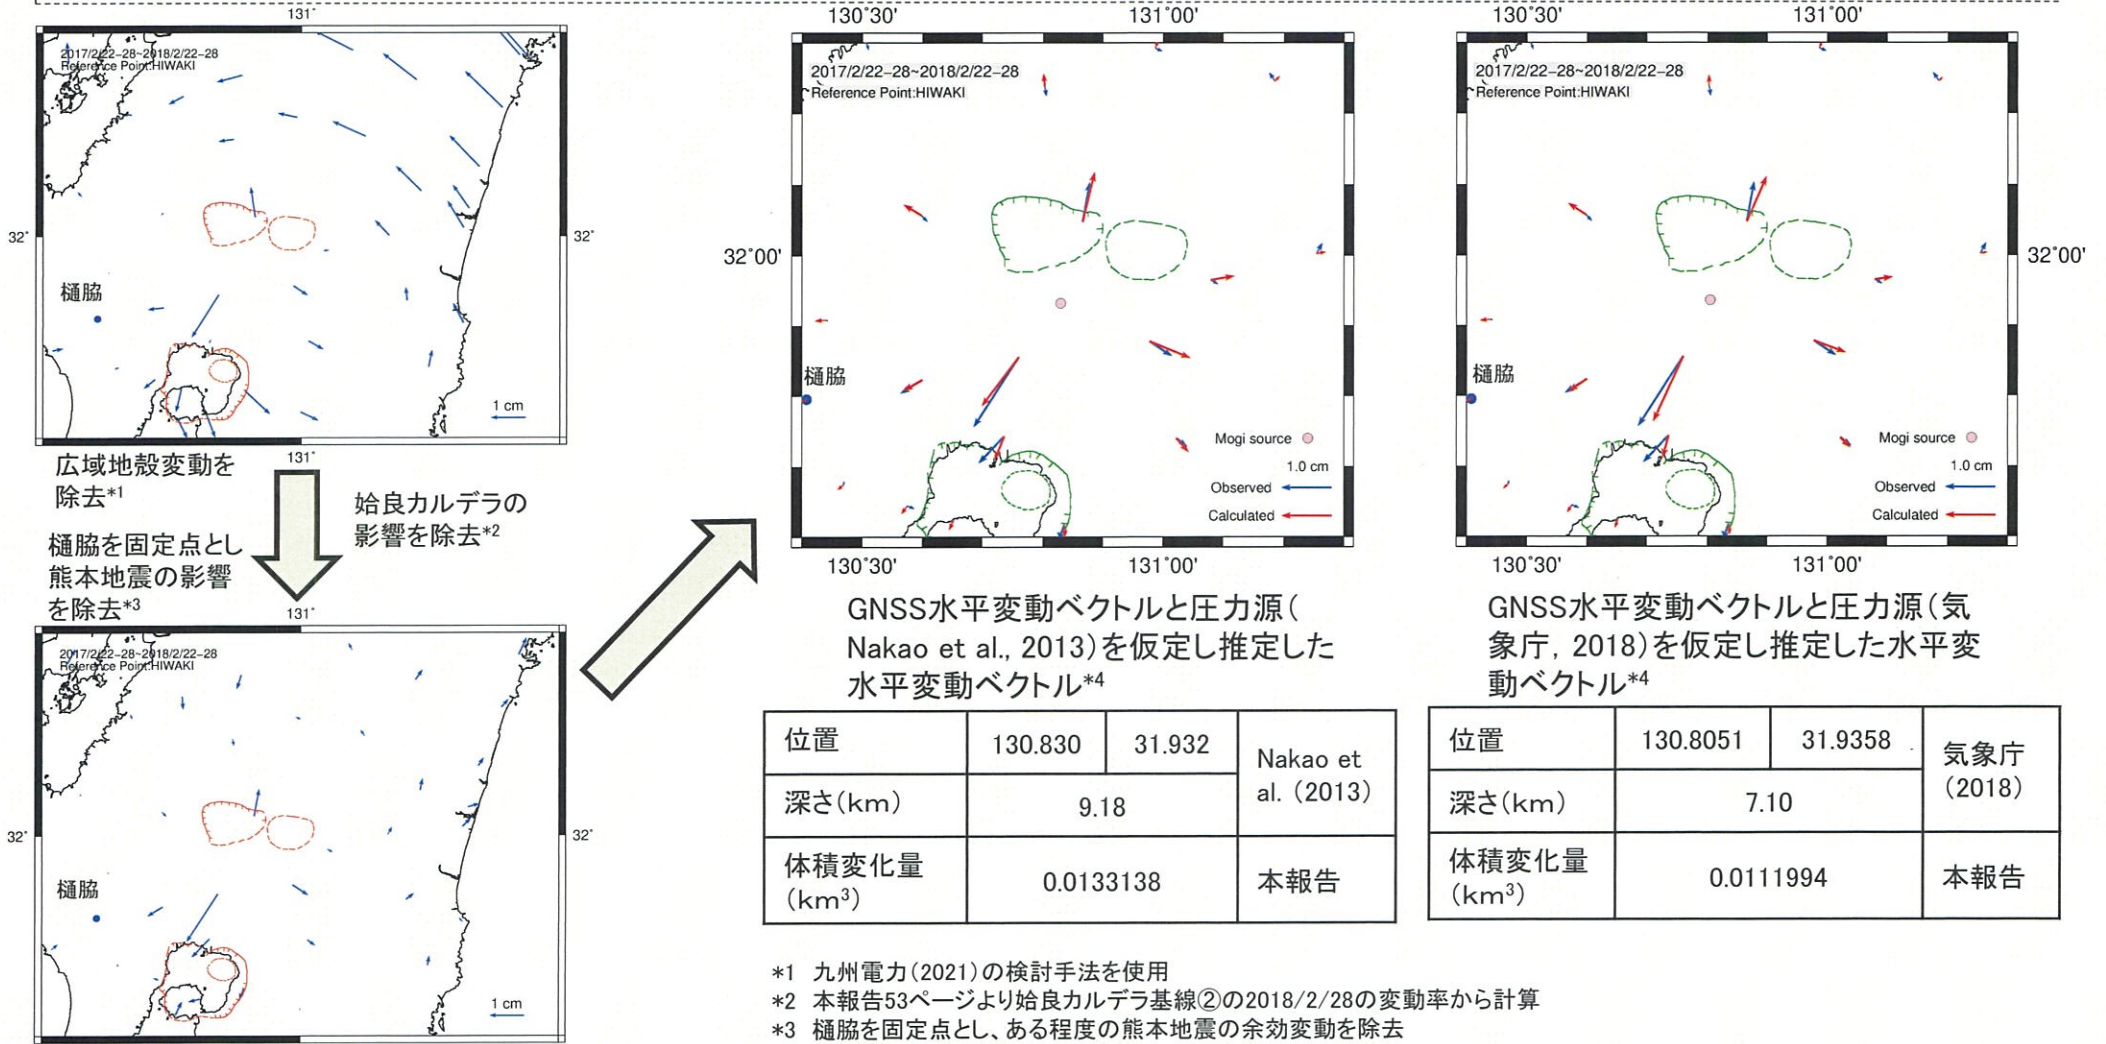 131°
2017/2/22-28~2018/2/22-28
Reference Point:HIWAKI
32°
32°
樋脇
1 cm
131°
広域地殻変動を
除去*1
始良カルデラの
影響を除去*2
樋脇を固定点とし
熊本地震の影響
を除去*3
131°
2017/2/22-28~2018/2/22-28
Reference Point:HIWAKI
32°
32°
樋脇
1 cm
130°30' 131°00'
2017/2/22-28~2018/2/22-28
Reference Point:HIWAKI
32°00'
樋脇
Mogi source
1.0 cm
Observed
Calculated
130°30' 131°00'
GNSS水平変動ベクトルと圧力源(
Nakao et al., 2013)を仮定し推定した
水平変動ベクトル*4
位置 130.830 31.932 Nakao et
al. (2013)
深さ(km) 9.18
体積変化量
(km³) 0.0133138 本報告
130°30' 131°00'
2017/2/22-28~2018/2/22-28
Reference Point:HIWAKI
32°00'
樋脇
Mogi source
1.0 cm
Observed
Calculated
130°30' 131°00'
GNSS水平変動ベクトルと圧力源(気
象庁, 2018)を仮定し推定した水平変
動ベクトル*4
位置 130.8051 31.9358 気象庁
(2018)
深さ(km) 7.10
体積変化量
(km³) 0.0111994 本報告
*1 九州電力(2021)の検討手法を使用
*2 本報告53ページより始良カルデラ基線②の2018/2/28の変動率から計算
*3 樋脇を固定点とし、ある程度の熊本地震の余効変動を除去